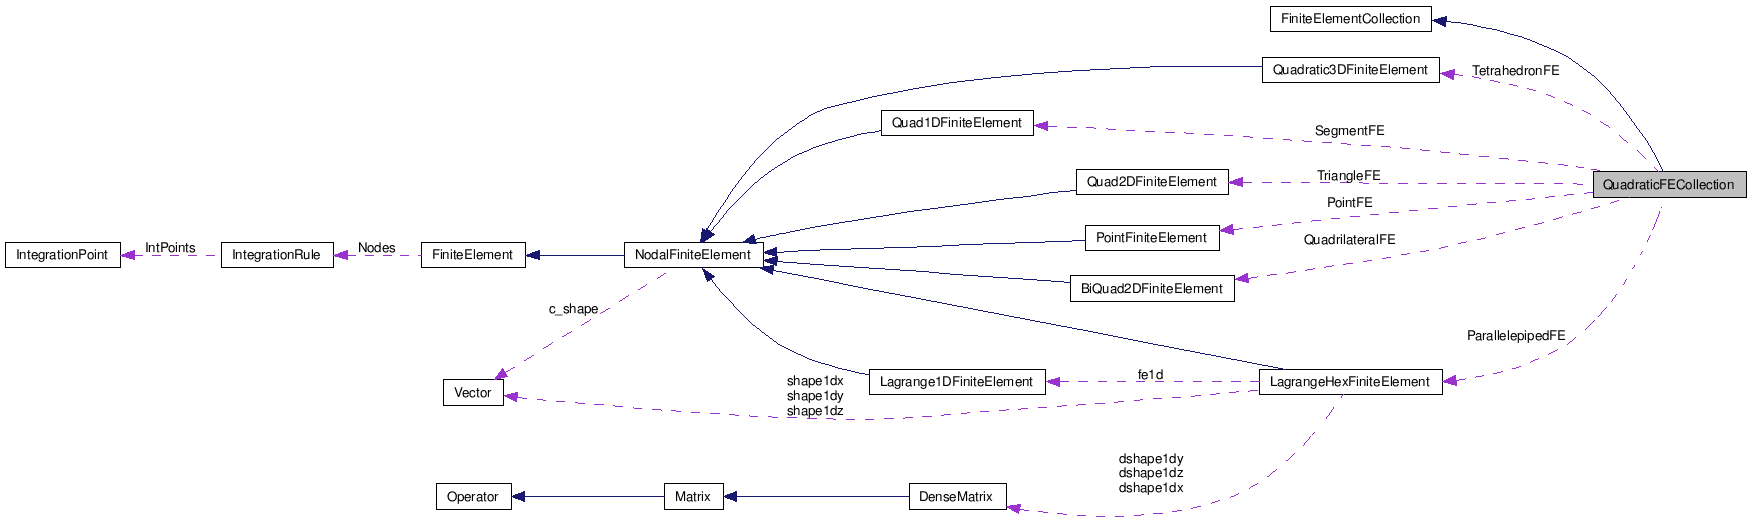 FiniteElementCollection
Quadratic3DFiniteElement
TetrahedronFE
Quad1DFiniteElement
SegmentFE
Quad2DFiniteElement
TriangleFE
QuadraticFECollection
PointFE
PointFiniteElement
QuadrilateralFE
IntegrationPoint
IntPoints
IntegrationRule
Nodes
FiniteElement
NodalFiniteElement
BiQuad2DFiniteElement
c_shape
ParallelepipedFE
Vector
shape1dx
shape1dy
shape1dz
Lagrange1DFiniteElement
fe1d
LagrangeHexFiniteElement
dshape1dy
dshape1dz
dshape1dx
Operator
Matrix
DenseMatrix